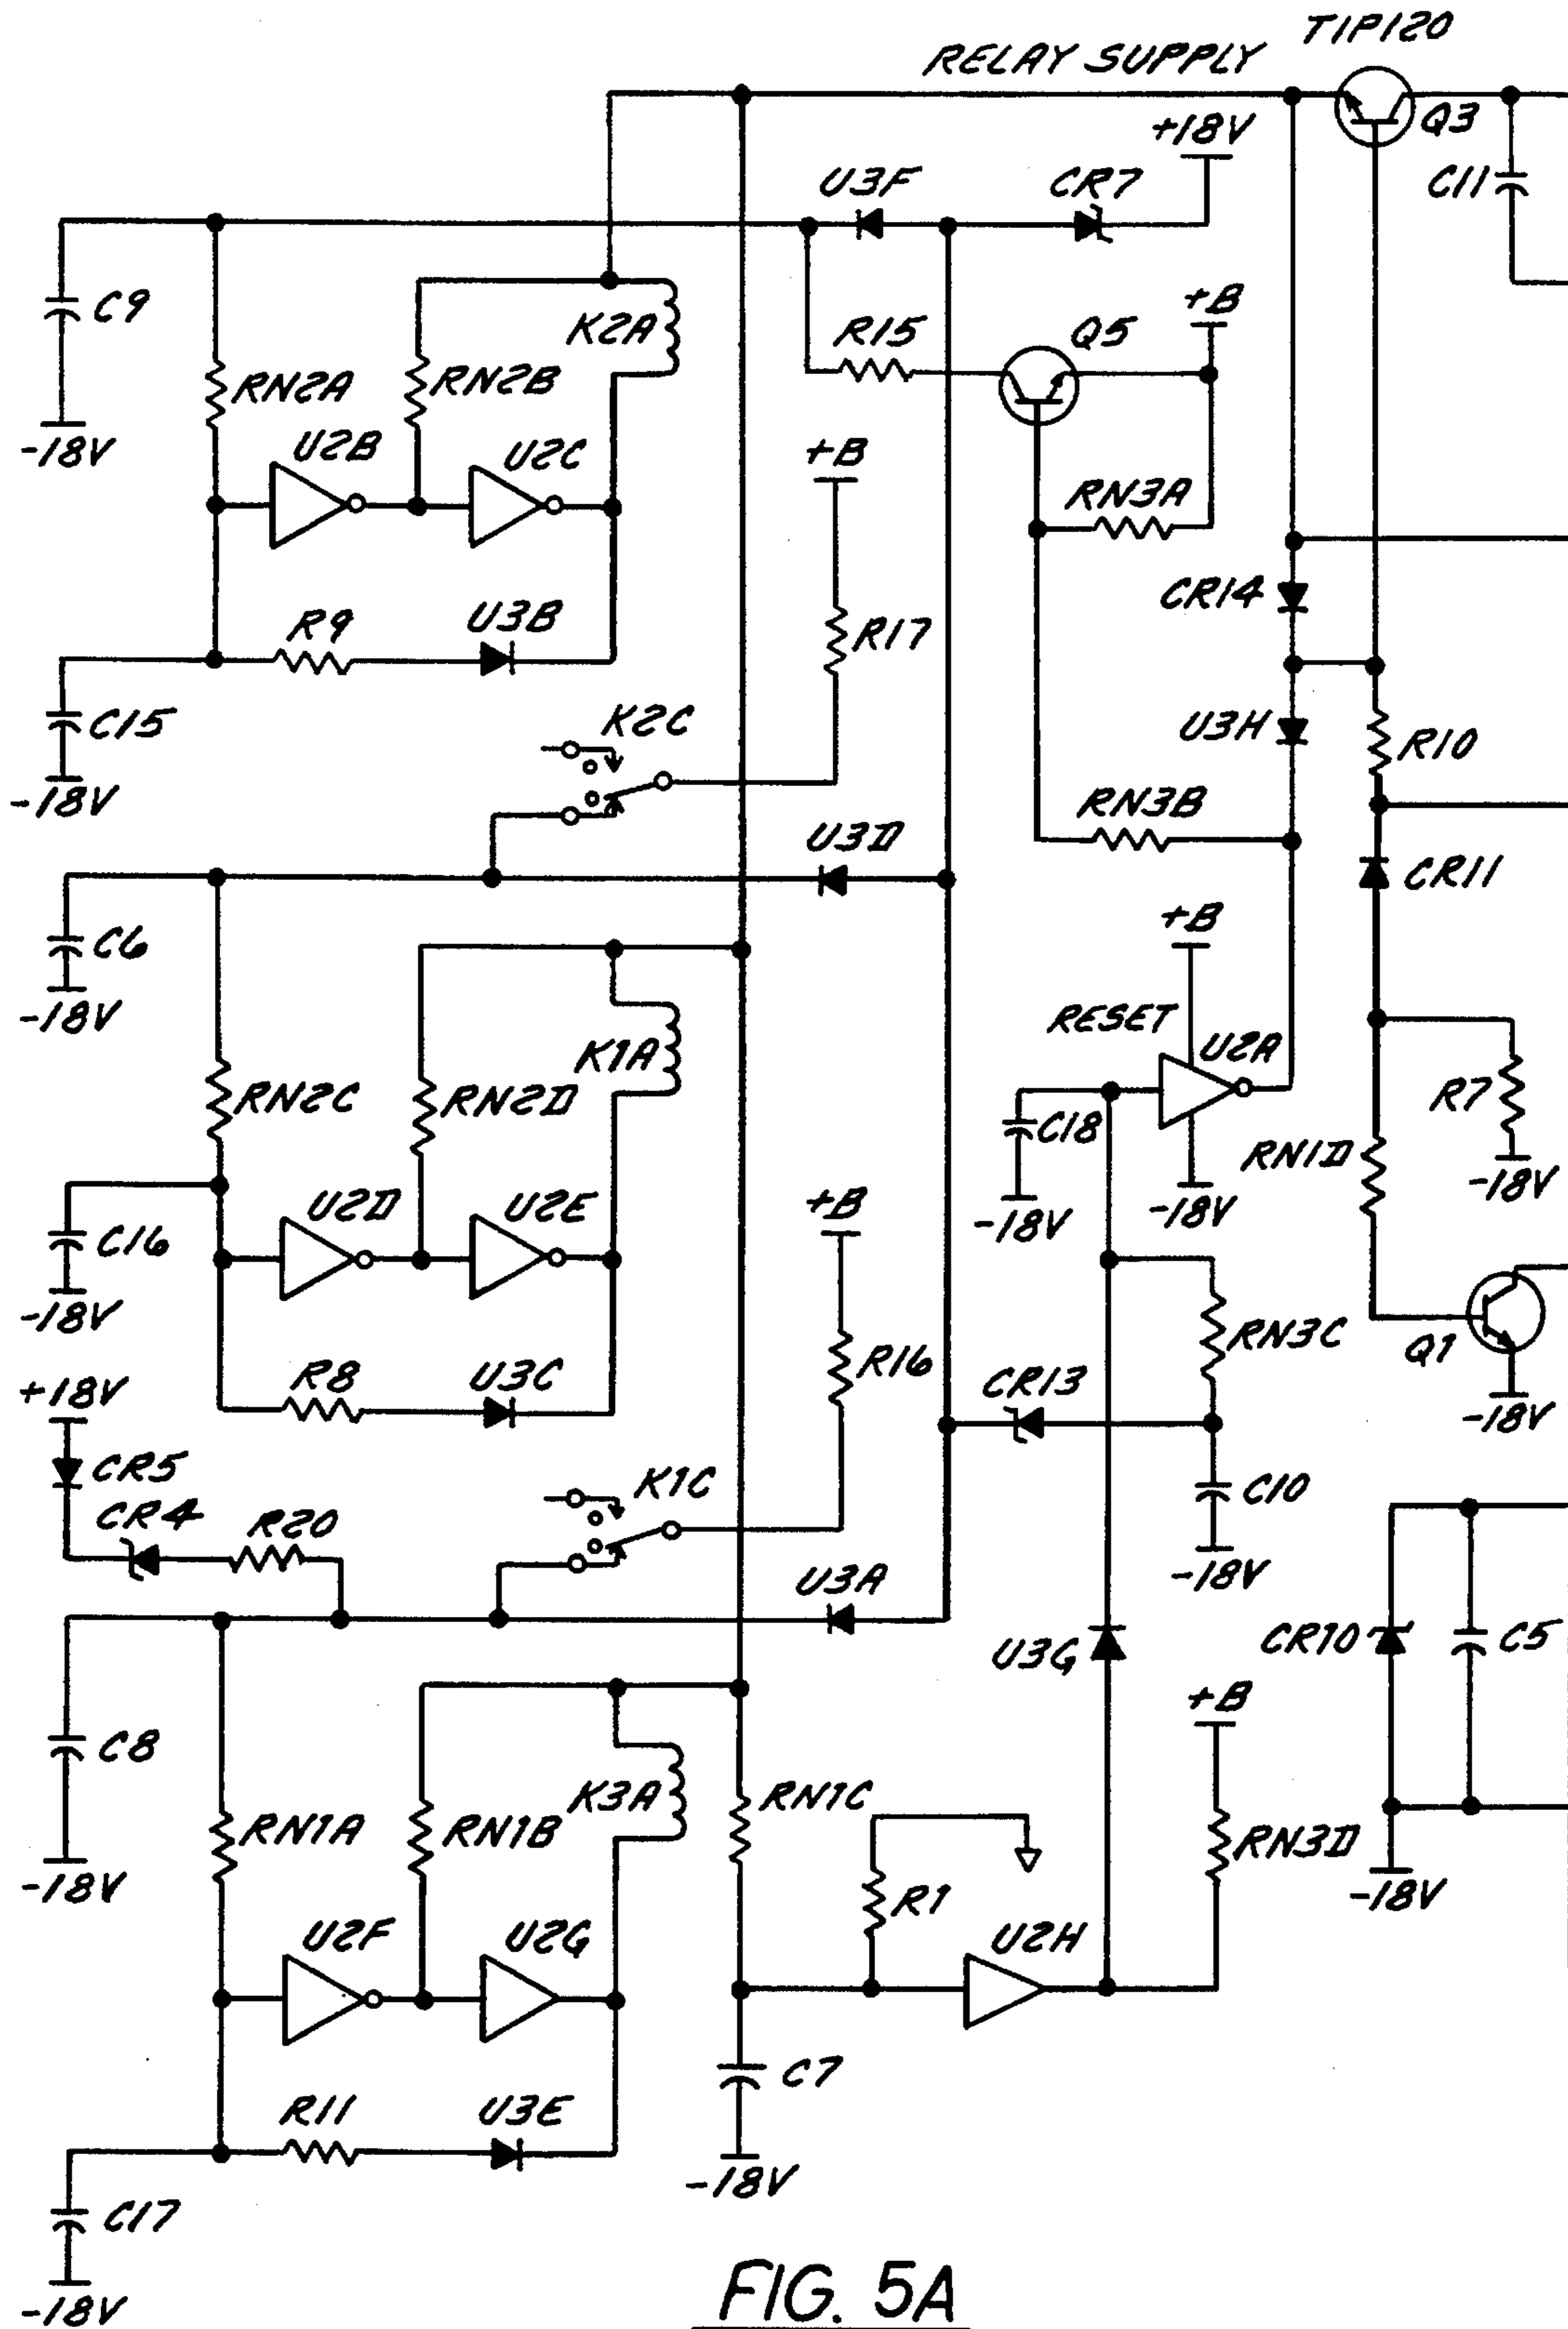 TIP120
RELAY SUPPLY
Q3
+18V
U3F
CR7
C11
C9
K2A
+B
R15
Q5
RN2A
RN2B
-18V
U2B
U2C
+B
RN3A
CR14
R9
U3B
R17
C15
K2C
U3H
R10
-18V
RN3B
U3D
CR11
C6
+B
-18V
RESET
U2A
K1A
RN2C
RN2D
C18
R7
RN1D
U2D
U2E
+B
-18V
-18V
-18V
C16
-18V
R16
RN3C
Q1
R8
U3C
CR13
+18V
-18V
CR5
K1C
C10
CR4
R20
-18V
U3A
CR10
C5
U3G
+B
C8
K3A
RN1C
RN1A
RN1B
RN3D
-18V
R1
-18V
U2F
U2G
U2H
C7
R11
U3E
-18V
C17
-18V
FIG. 5A